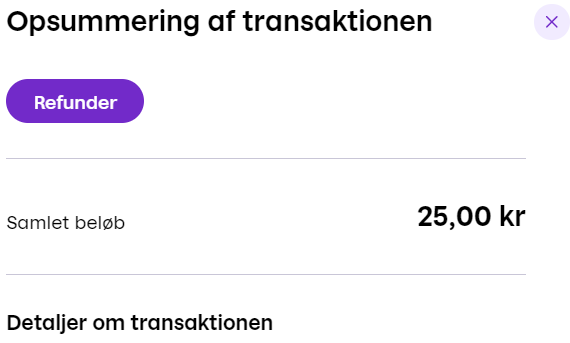 Opsummering af transaktionen
Refunder
Samlet beløb
25,00 kr
Detaljer om transaktionen